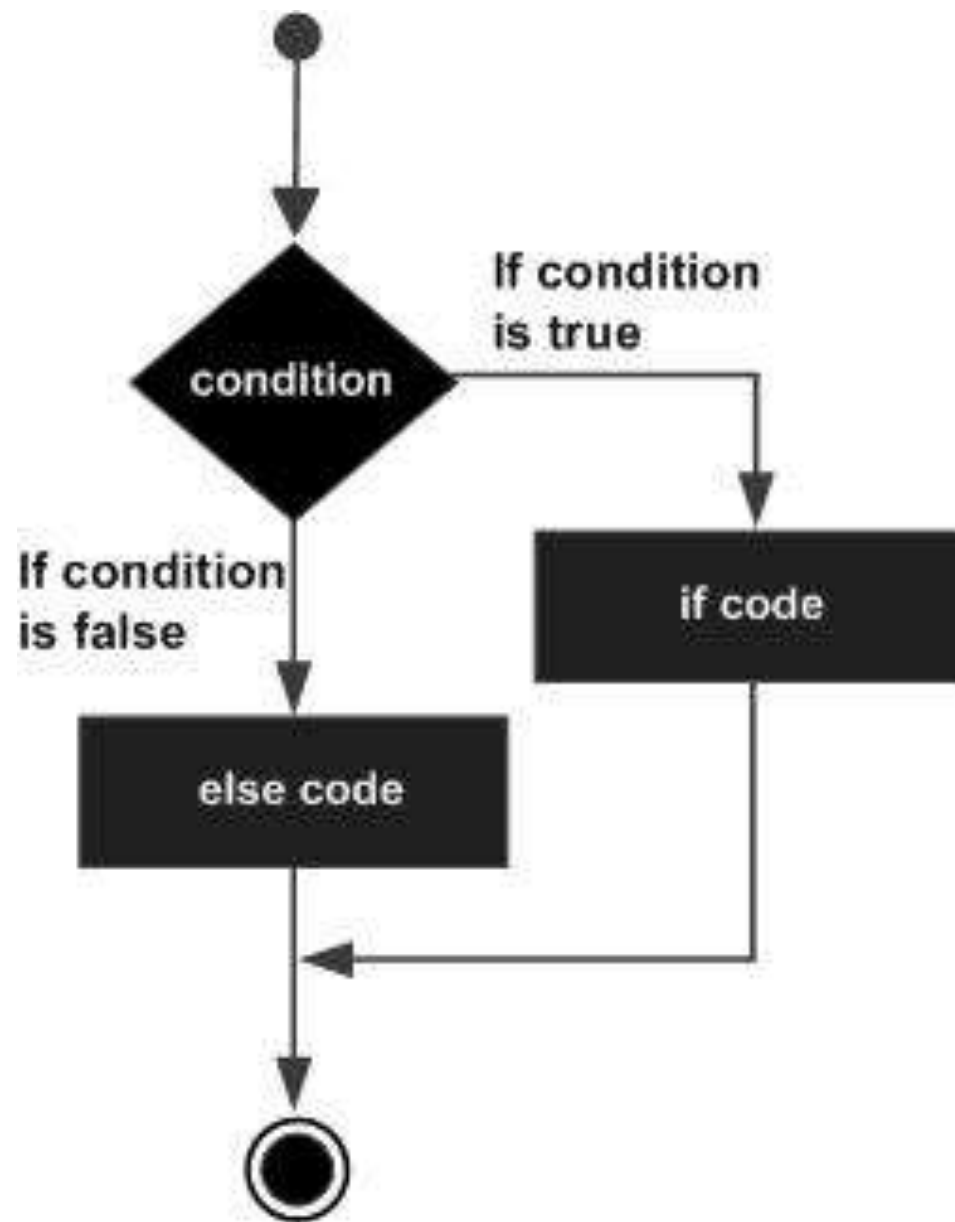 If condition
is true
condition
If condition
is false
if code
else code